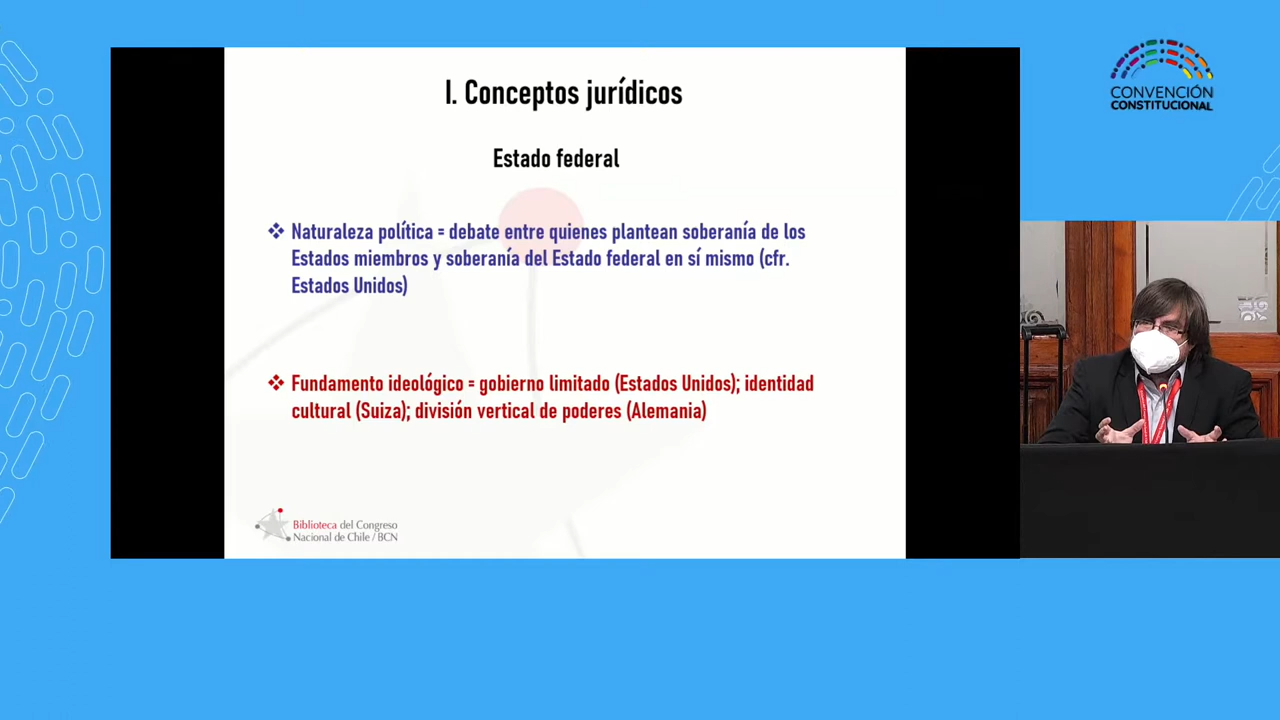 I. Conceptos jurídicos
Estado federal
❖ Naturaleza política = debate entre quienes plantean soberanía de los
Estados miembros y soberanía del Estado federal en sí mismo (cfr.
Estados Unidos)
❖ Fundamento ideológico = gobierno limitado (Estados Unidos); identidad
cultural (Suiza); división vertical de poderes (Alemania)
Biblioteca del Congreso
Nacional de Chile / BCN
CONVENCIÓN
CONSTITUCIONAL